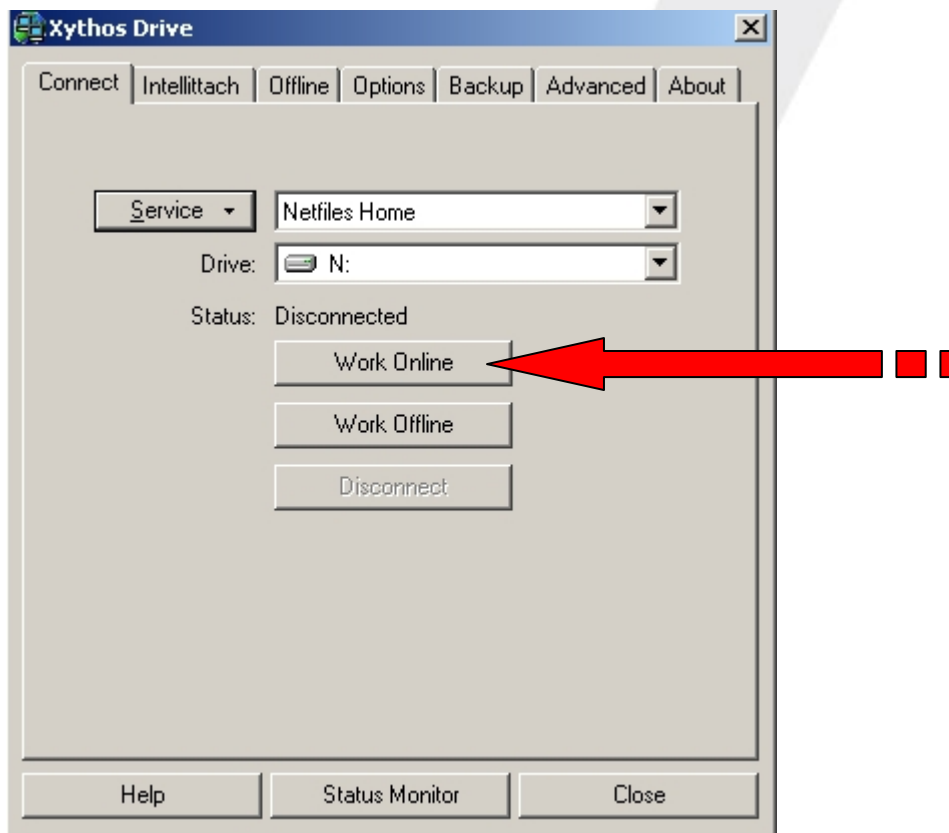 Xythos Drive
Connect Intellittach Offline Options Backup Advanced About
Service Netfiles Home
Drive: N:
Status: Disconnected
Work Online
Work Offline
Disconnect
Help Status Monitor Close